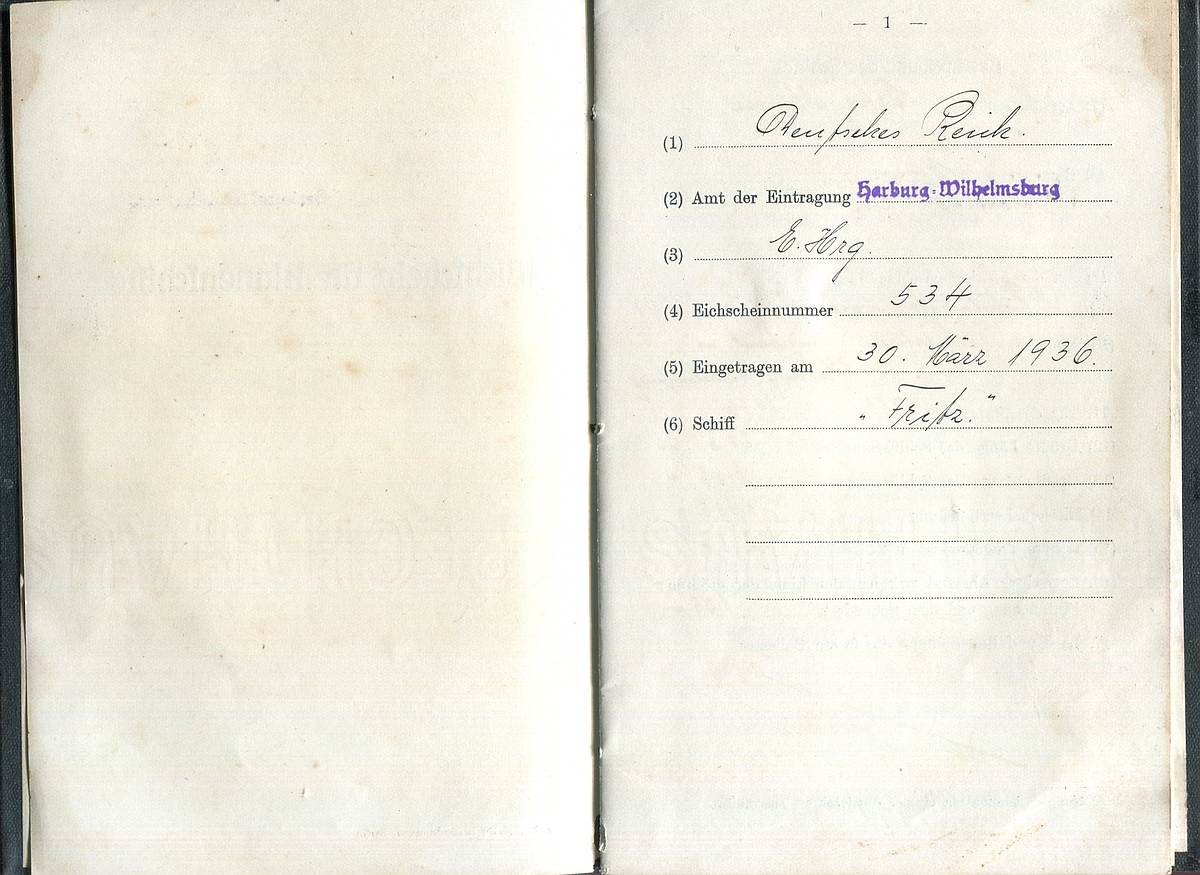 — 1 —
(1) Deutsches Reich.
(2) Amt der Eintragung Harburg-Wilhelmsburg
(3) E. Hrg.
(4) Eichscheinnummer 534
(5) Eingetragen am 30. März 1936.
(6) Schiff „Fritz.“